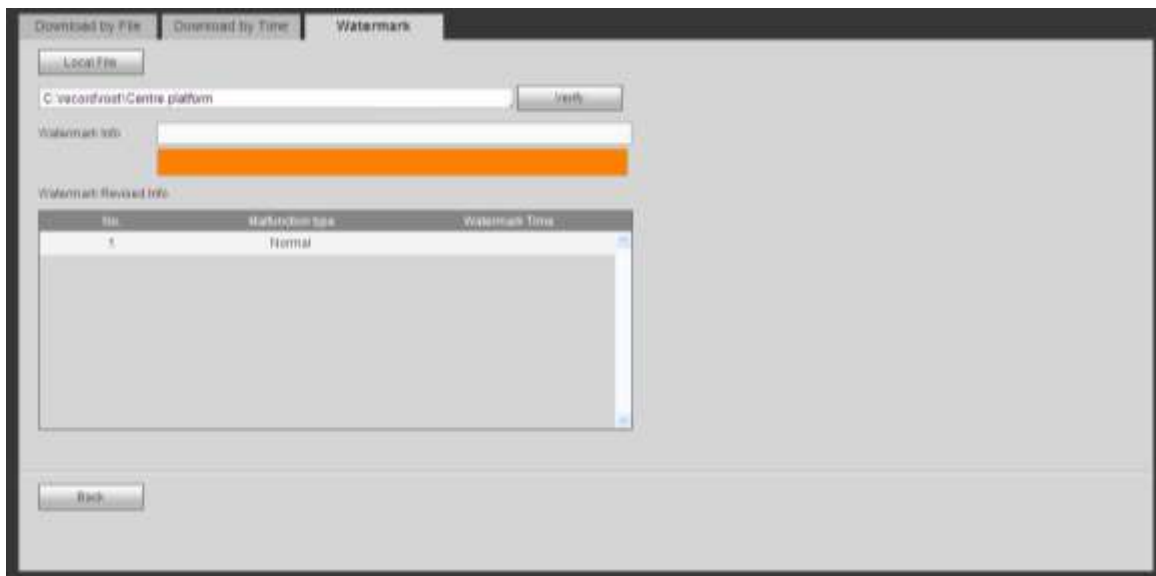 Download by File Download by Time Watermark
Local File
C:\record\vost\Centre platform Verify
Watermark Info
Watermark Revised Info
No. Malfunction type Watermark Time
1 Normal
Back